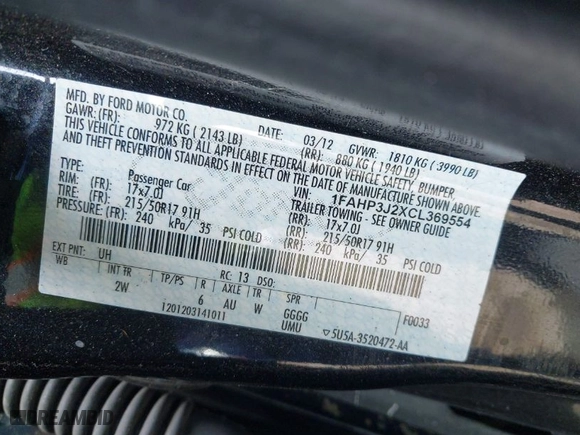 MFD. BY FORD MOTOR CO.
DATE: 03/12 GVWR: 1810 KG ( 3990 LB)
GAWR: (FR): 972 KG ( 2143 LB) (RR): 880 KG ( 1940 LB)
THIS VEHICLE CONFORMS TO ALL APPLICABLE FEDERAL MOTOR VEHICLE SAFETY, BUMPER,
AND THEFT PREVENTION STANDARDS IN EFFECT ON THE DATE OF MANUFACTURE SHOWN ABOVE.
VIN: 1FAHP3J2XCL369554
TYPE: Passenger Car TRAILER TOWING - SEE OWNER GUIDE
RIM: (FR): 17x7.0J (RR): 17x7.0J
TIRE: (FR): 215/50R17 91H (RR): 215/50R17 91H
PRESSURE: (FR): 240 kPa/ 35 PSI COLD (RR): 240 kPa/ 35 PSI COLD
EXT PNT: UH RC: 13 DSO: F0033
WB INT TR TP/PS R AXLE TR SPR
2W 6 AU W GGGG
UMU
1201203141011 5U5A-3520472-AA
DREAMBID